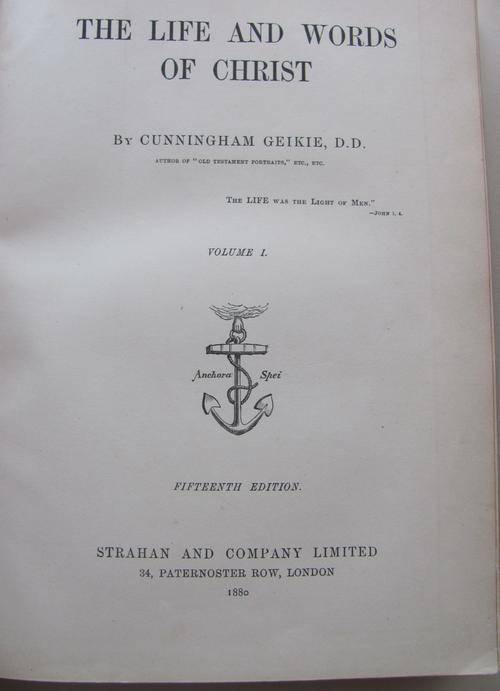 THE LIFE AND WORDS
OF CHRIST
By CUNNINGHAM GEIKIE, D.D.
AUTHOR OF "OLD TESTAMENT PORTRAITS," ETC., ETC.
The LIFE was the Light of Men."
—John i. 4.
VOLUME I.
Anchora Spei
FIFTEENTH EDITION.
STRAHAN AND COMPANY LIMITED
34, PATERNOSTER ROW, LONDON
1880